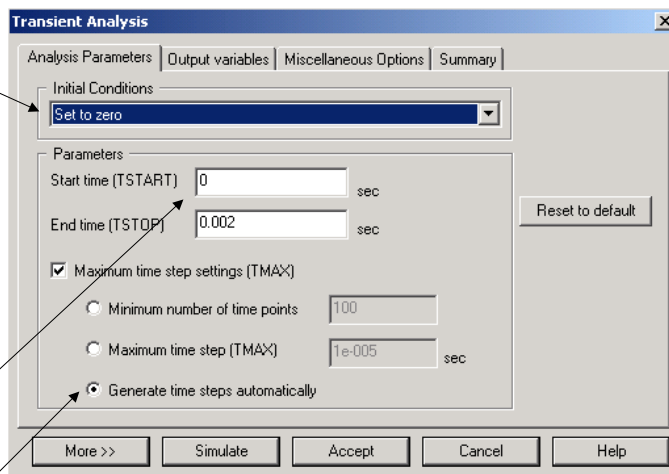 Transient Analysis
Analysis Parameters Output variables Miscellaneous Options Summary
Initial Conditions
Set to zero
Parameters
Start time (TSTART) 0 sec
End time (TSTOP) 0.002 sec
Reset to default
Maximum time step settings (TMAX)
Minimum number of time points 100
Maximum time step (TMAX) 1e-005 sec
Generate time steps automatically
More >> Simulate Accept Cancel Help